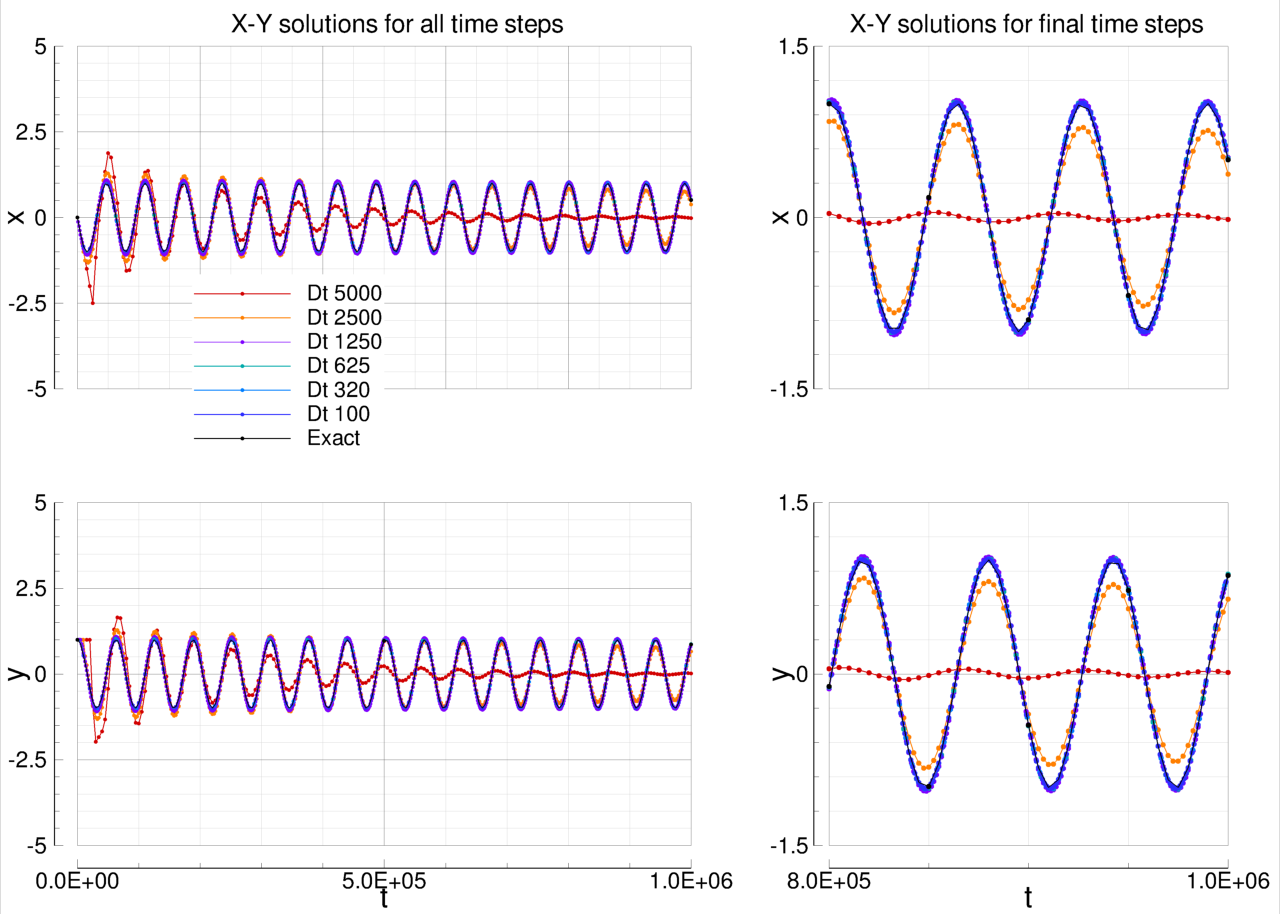 X-Y solutions for all time steps
X-Y solutions for final time steps
5
2.5
0
-2.5
-5
x
1.5
0
-1.5
x
Dt 5000
Dt 2500
Dt 1250
Dt 625
Dt 320
Dt 100
Exact
5
2.5
0
-2.5
-5
y
1.5
0
-1.5
y
0.0E+00
5.0E+05
1.0E+06
t
8.0E+05
1.0E+06
t